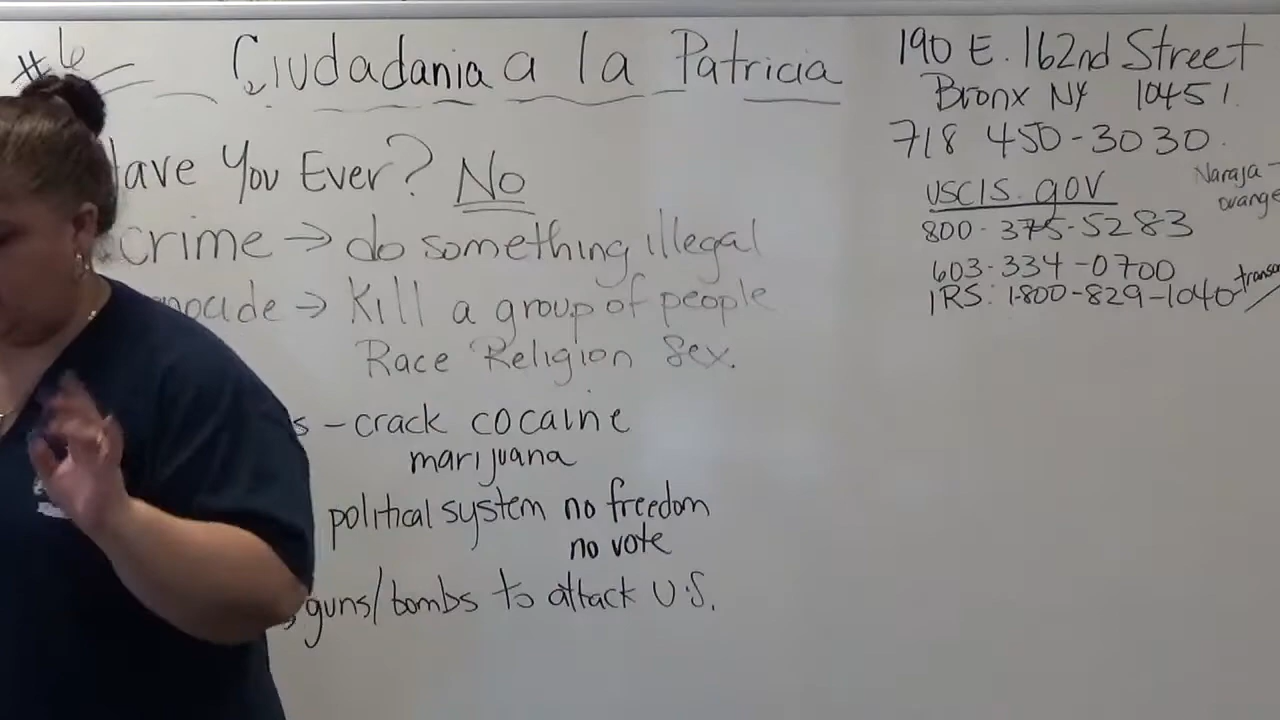 #6
Ciudadania a la Patricia
Have You Ever? No
crime → do something illegal
→ Kill a group of people
Race Religion Sex.
s - crack cocaine
marijuana
political system no freedom
no vote
guns/bombs to attack U.S.
190 E. 162nd Street
Bronx NY 10451.
718 450-3030.
USCIS.gov
800-375-5283
603-334-0700
IRS: 1-800-829-1040
Naraja -
orange